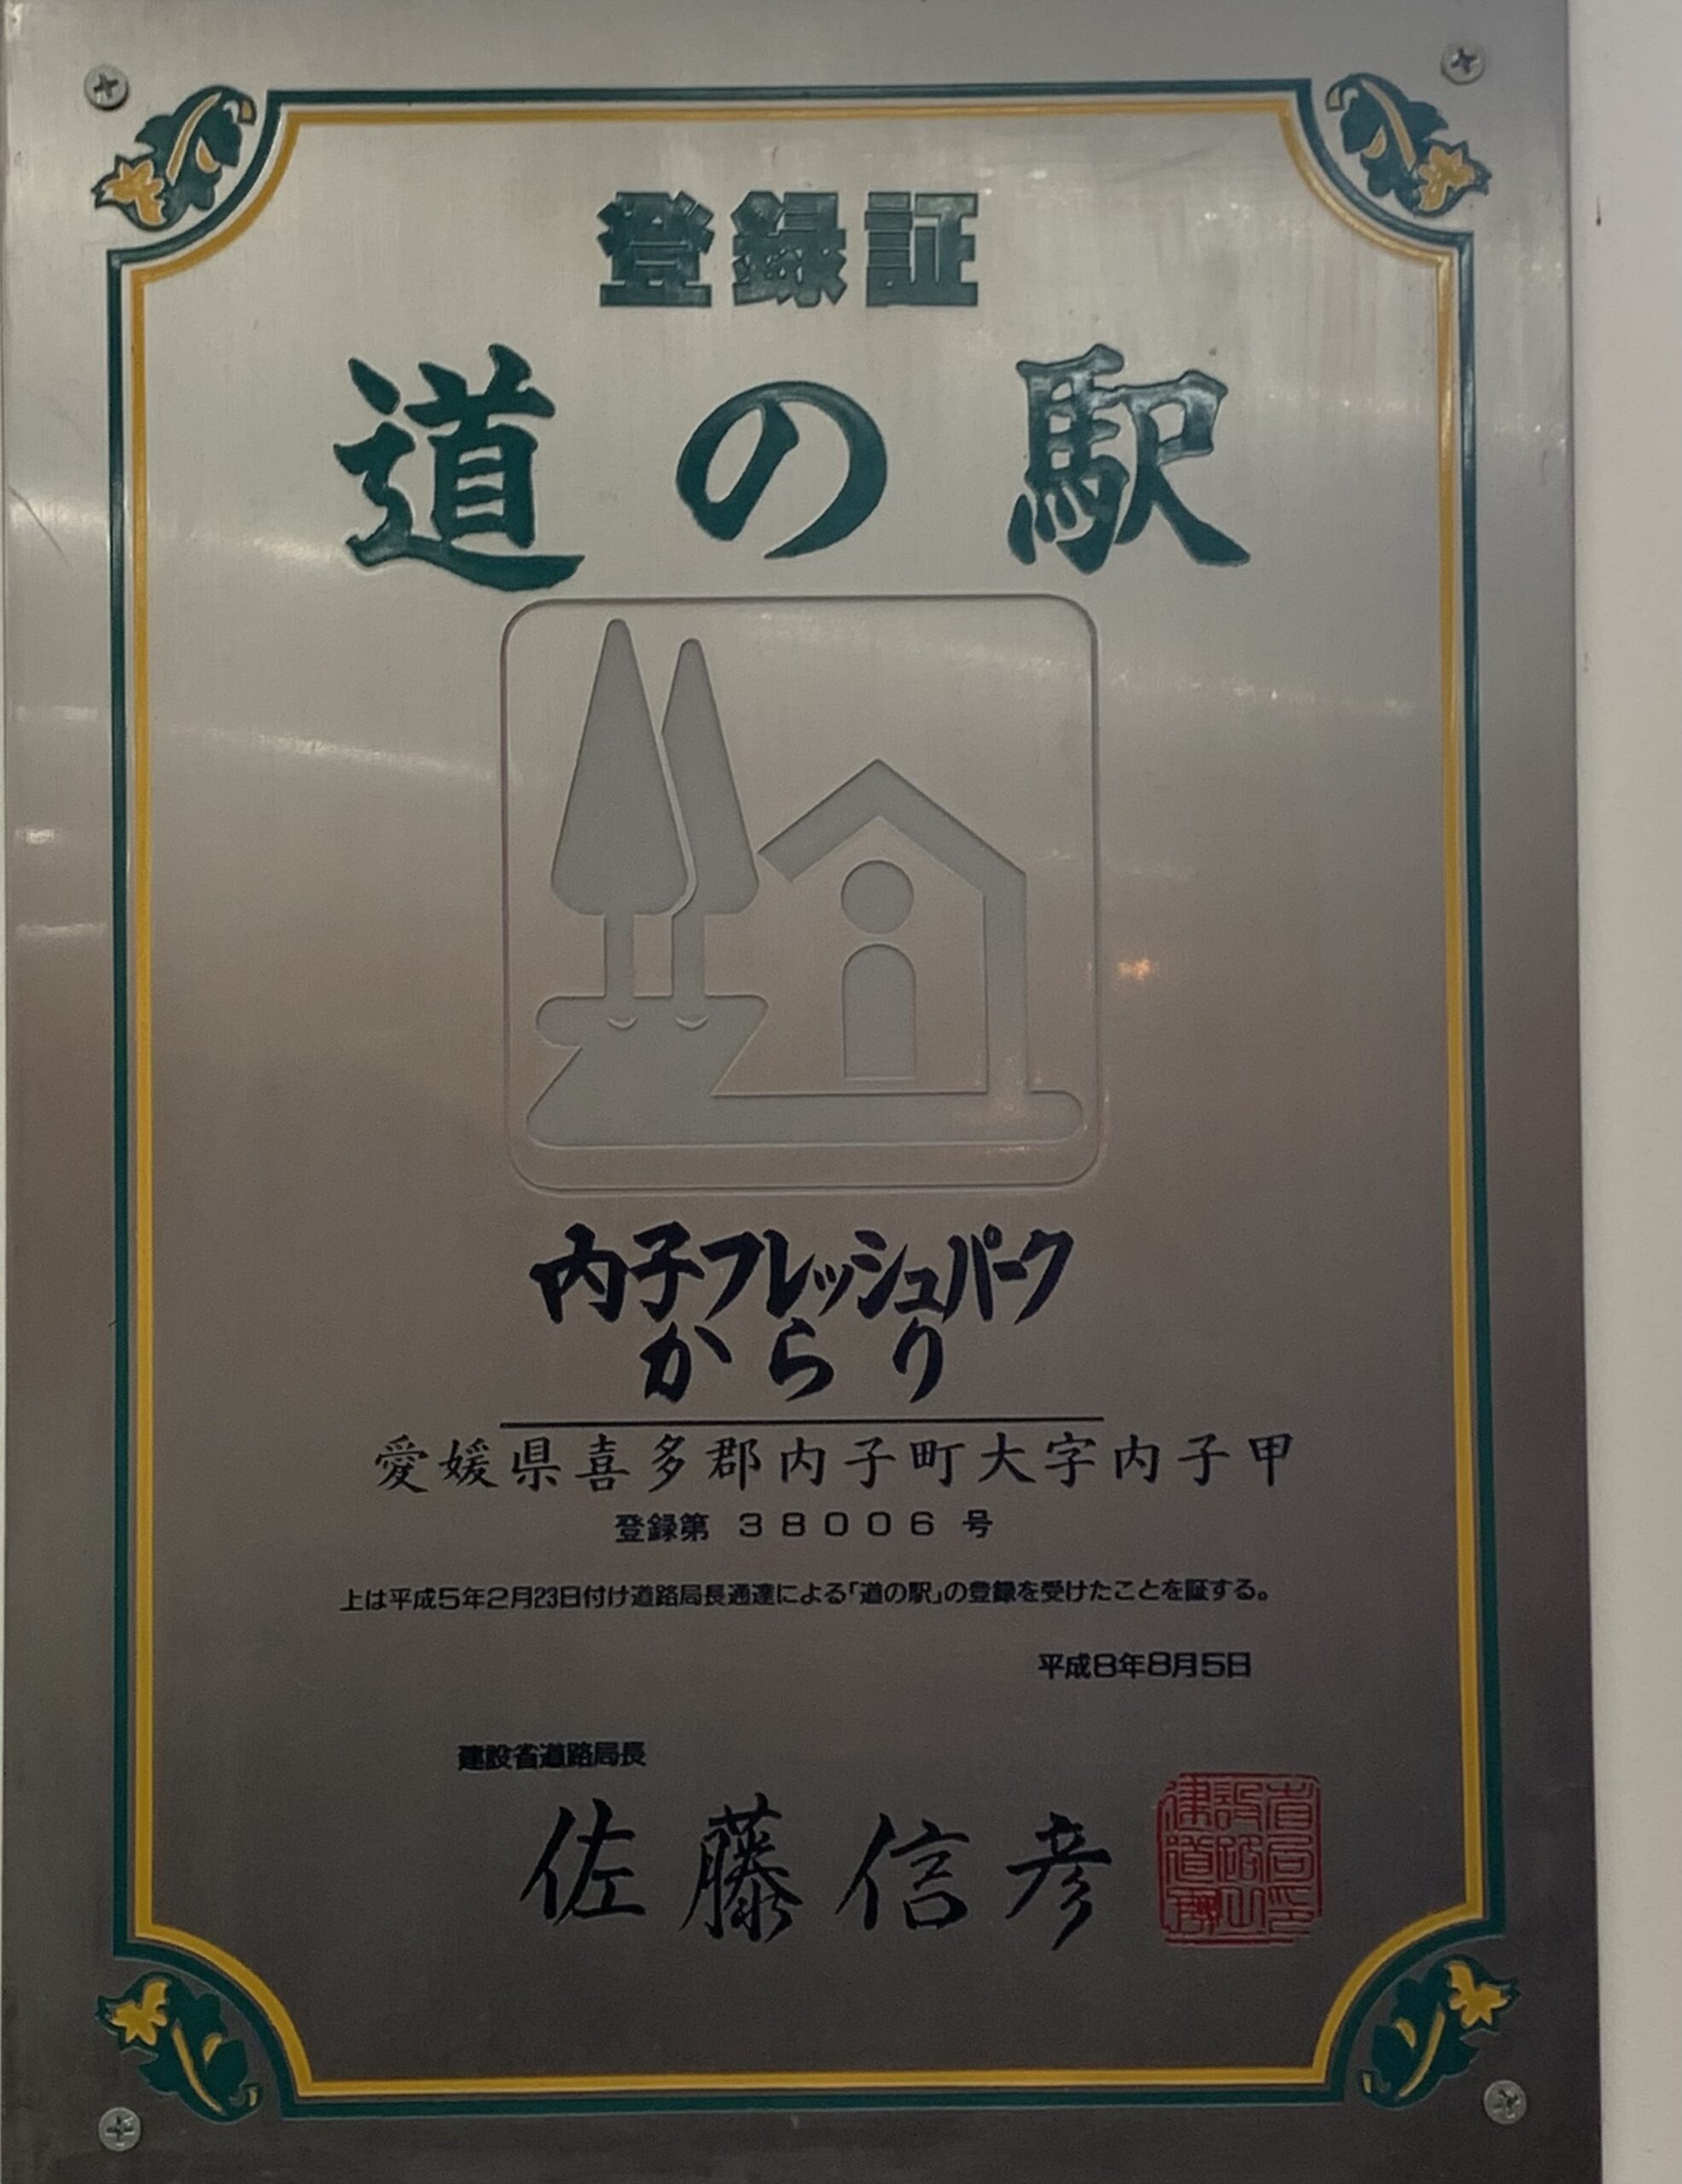 登録証
道の駅
内子フレッシュパーク
からり
愛媛県喜多郡内子町大字内子甲
登録第 38006 号
上は平成5年2月23日付け道路局長通達による「道の駅」の登録を受けたことを証する。
平成8年8月5日
建設省道路局長
佐藤信彦